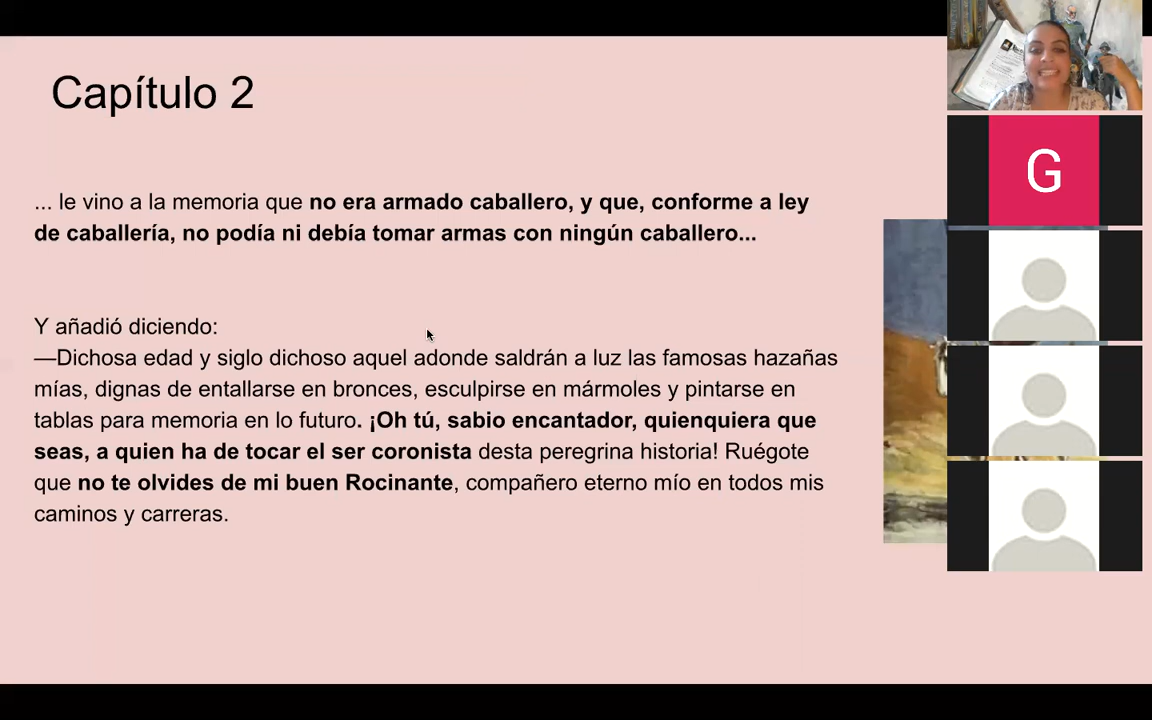 Capítulo 2
... le vino a la memoria que no era armado caballero, y que, conforme a ley
de caballería, no podía ni debía tomar armas con ningún caballero...
Y añadió diciendo:
—Dichosa edad y siglo dichoso aquel adonde saldrán a luz las famosas hazañas
mías, dignas de entallarse en bronces, esculpirse en mármoles y pintarse en
tablas para memoria en lo futuro. ¡Oh tú, sabio encantador, quienquiera que
seas, a quien ha de tocar el ser coronista desta peregrina historia! Ruégote
que no te olvides de mi buen Rocinante, compañero eterno mío en todos mis
caminos y carreras.
G